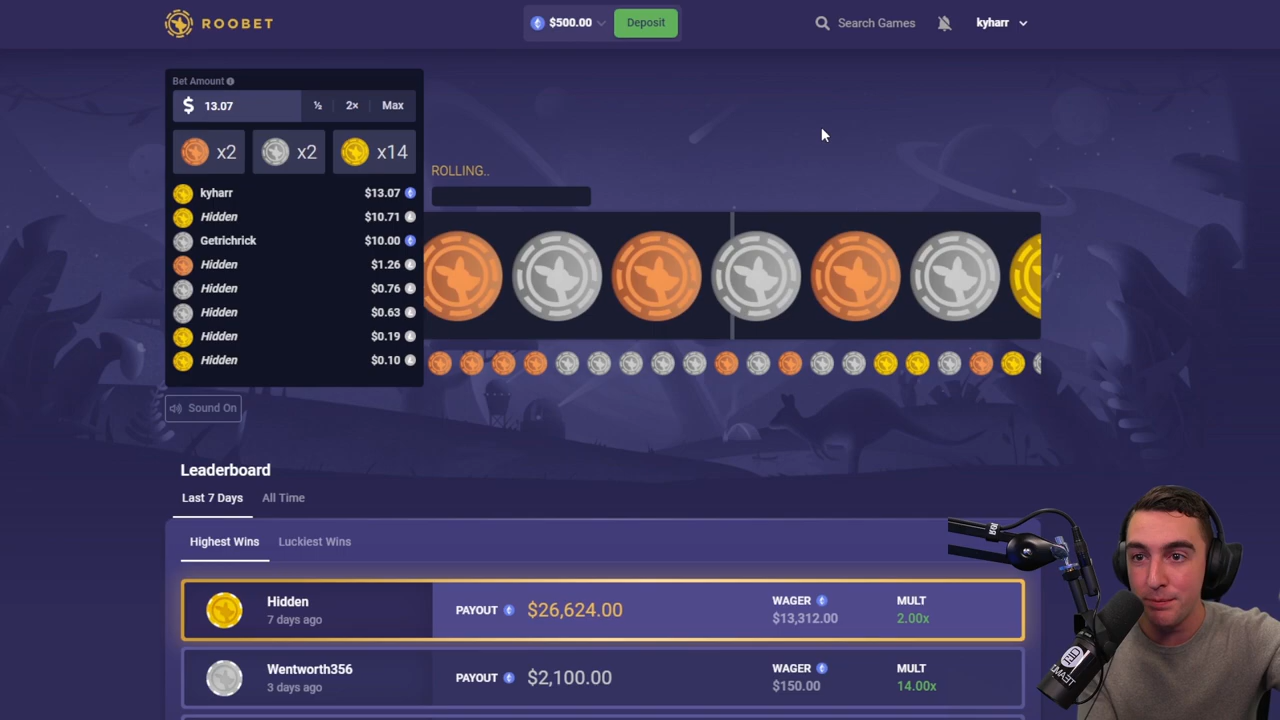 ROOBET
$500.00
Deposit
Search Games
kyharr
Bet Amount
$ 13.07
½ 2× Max
x2 x2 x14
kyharr $13.07
Hidden $10.71
Getrichrick $10.00
Hidden $1.26
Hidden $0.76
Hidden $0.63
Hidden $0.19
Hidden $0.10
ROLLING..
Sound On
Leaderboard
Last 7 Days All Time
Highest Wins Luckiest Wins
Hidden
7 days ago
PAYOUT $26,624.00
WAGER
$13,312.00
MULT
2.00x
Wentworth356
3 days ago
PAYOUT $2,100.00
WAGER
$150.00
MULT
14.00x